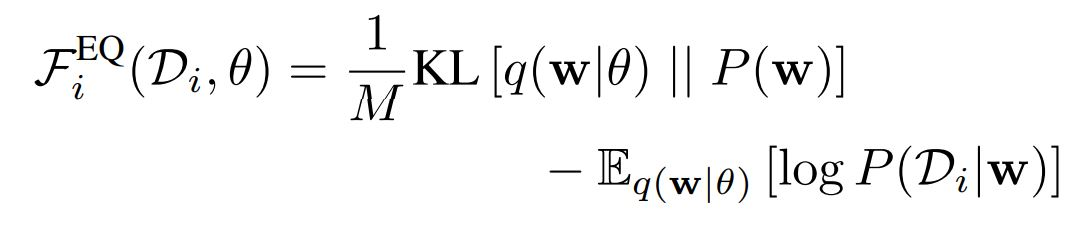 $\mathcal{F}_i^{\text{EQ}}(\mathcal{D}_i, \theta) = \frac{1}{M} \text{KL}\left[q(\mathbf{w}|\theta) \,||\, P(\mathbf{w})\right]$
$- \mathbb{E}_{q(\mathbf{w}|\theta)}\left[\log P(\mathcal{D}_i|\mathbf{w})\right]$